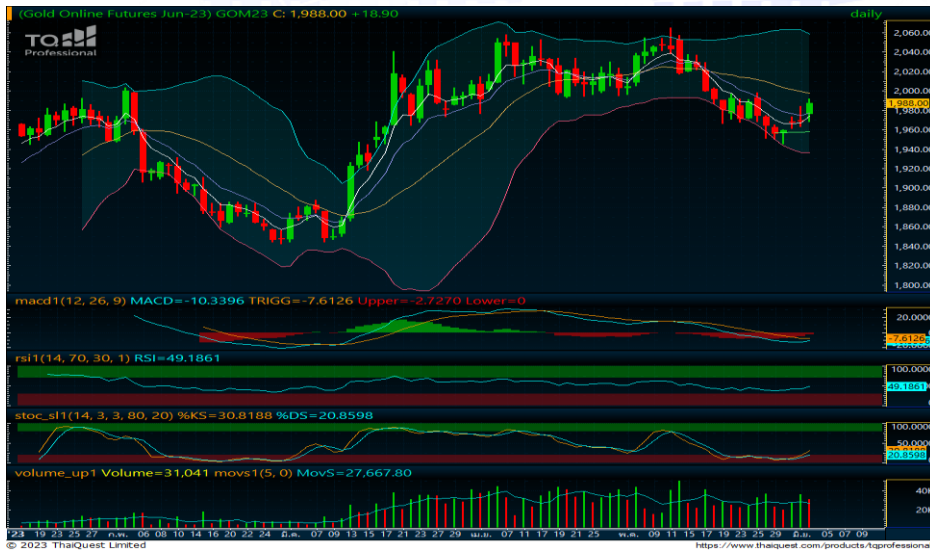 (Gold Online Futures Jun-23) GOM23 C: 1,988.00 +18.90 daily
TQ
Professional
2,060.00
2,040.00
2,020.00
2,000.00
1,988.00
1,980.00
1,960.00
1,940.00
1,920.00
1,900.00
1,880.00
1,860.00
1,840.00
1,820.00
1,800.00
macd1(12, 26, 9) MACD=-10.3396 TRIGG=-7.6126 Upper=-2.7270 Lower=0
20.0000
-7.6126
rsi1(14, 70, 30, 1) RSI=49.1861
100.0000
49.1861
stoc_sl1(14, 3, 3, 80, 20) %KS=30.8188 %DS=20.8598
100.0000
50.0000
20.8598
volume_up1 Volume=31,041 movs1(5, 0) MovS=27,667.80
'23 19 23 25 27 ก.พ. 06 08 10 14 16 20 22 24 มี.ค. 07 09 13 15 17 21 23 27 29 เม.ย. 07 11 13 17 19 21 25 พ.ค. 09 11 15 17 19 23 25 29 มิ.ย. 05 07 09
© 2023 ThaiQuest Limited https://www.thaiquest.com/products/tqprofessional